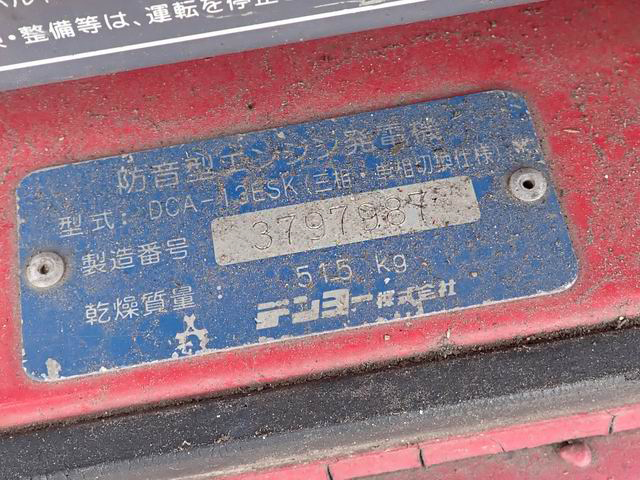 ・整備等は、運転を停止
防音型エンジン発電機
型式: DCA-13ESK(三相・単相切換仕様)
製造番号 3797987
乾燥質量 515 kg
デンヨー株式会社